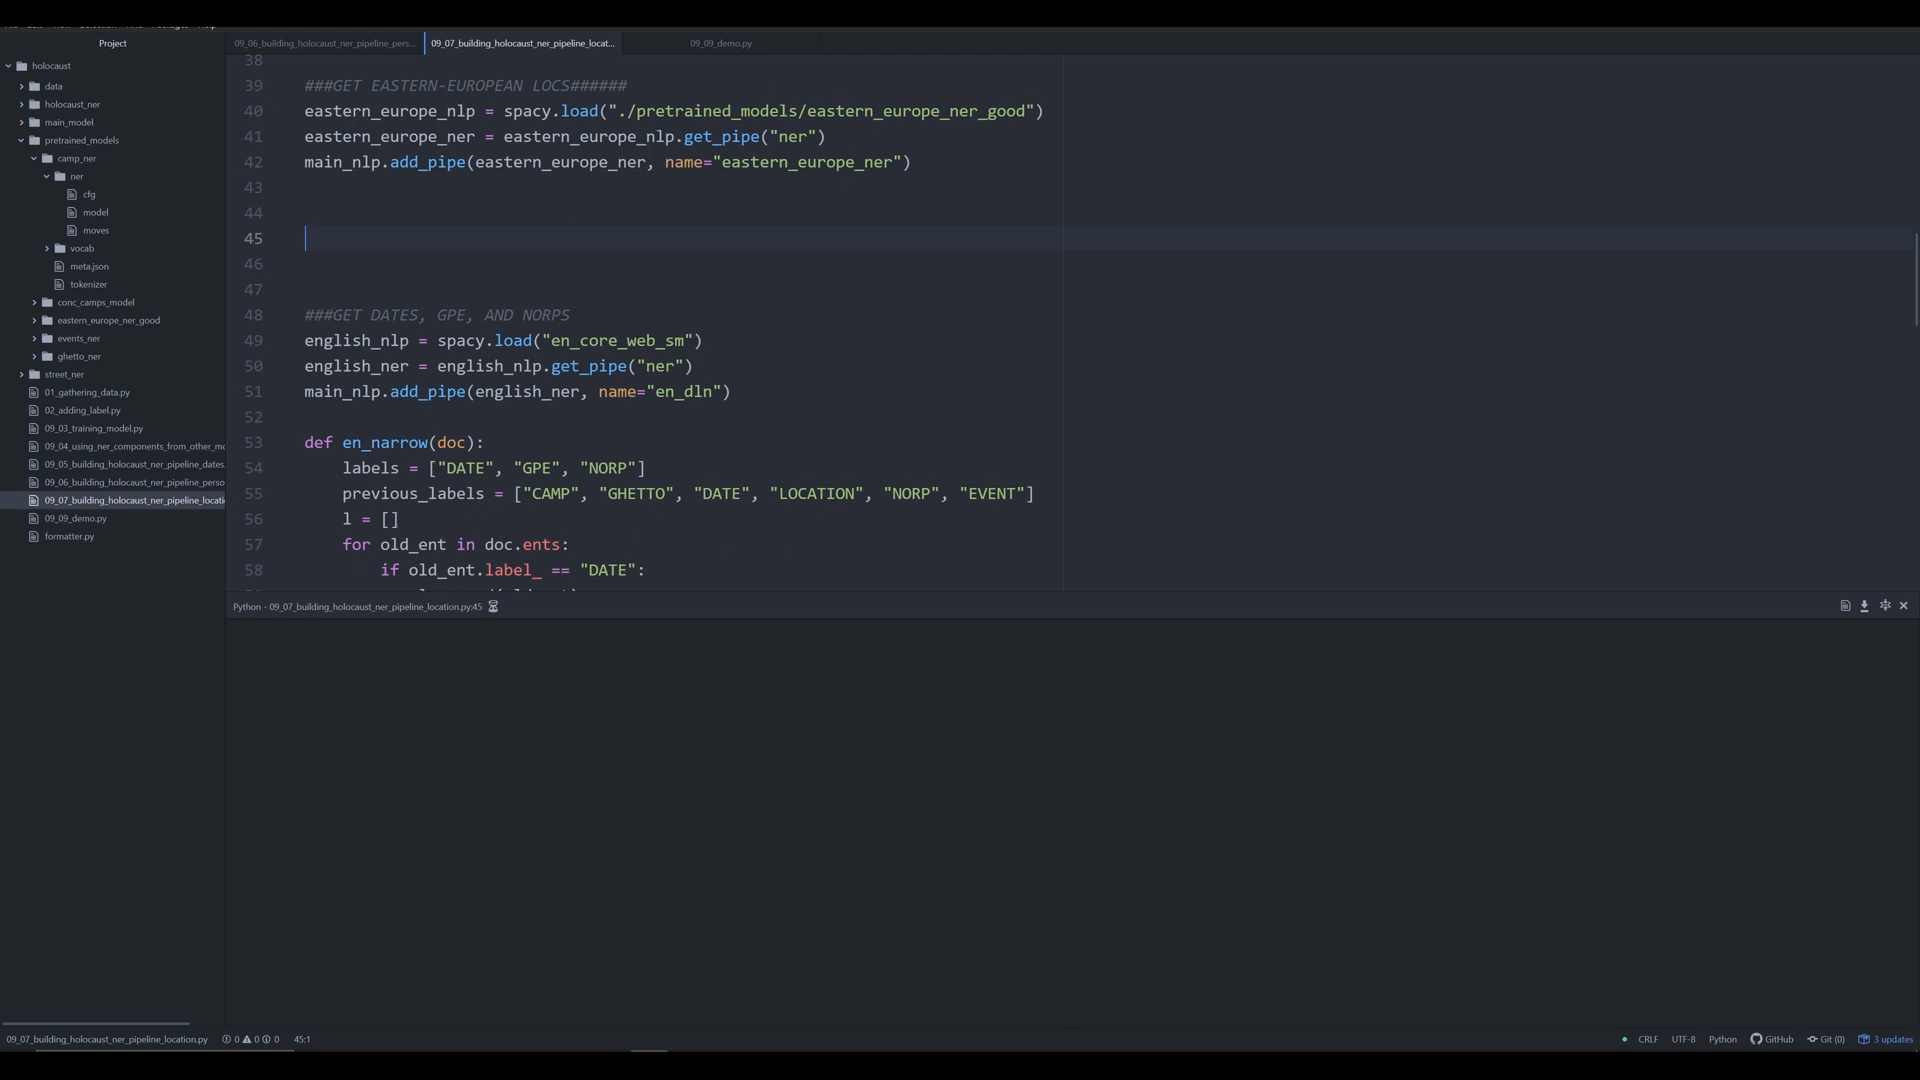 Project
09_06_building_holocaust_ner_pipeline_pers...
09_07_building_holocaust_ner_pipeline_locat...
09_09_demo.py
holocaust
data
holocaust_ner
main_model
pretrained_models
camp_ner
ner
cfg
model
moves
vocab
meta.json
tokenizer
conc_camps_model
eastern_europe_ner_good
events_ner
ghetto_ner
street_ner
01_gathering_data.py
02_adding_label.py
09_03_training_model.py
09_04_using_ner_components_from_other_mo
09_05_building_holocaust_ner_pipeline_dates.
09_06_building_holocaust_ner_pipeline_perso
09_07_building_holocaust_ner_pipeline_locati
09_09_demo.py
formatter.py
38
39 ###GET EASTERN-EUROPEAN LOCS######
40 eastern_europe_nlp = spacy.load("./pretrained_models/eastern_europe_ner_good")
41 eastern_europe_ner = eastern_europe_nlp.get_pipe("ner")
42 main_nlp.add_pipe(eastern_europe_ner, name="eastern_europe_ner")
43
44
45
46
47
48 ###GET DATES, GPE, AND NORPS
49 english_nlp = spacy.load("en_core_web_sm")
50 english_ner = english_nlp.get_pipe("ner")
51 main_nlp.add_pipe(english_ner, name="en_dln")
52
53 def en_narrow(doc):
54 labels = ["DATE", "GPE", "NORP"]
55 previous_labels = ["CAMP", "GHETTO", "DATE", "LOCATION", "NORP", "EVENT"]
56 l = []
57 for old_ent in doc.ents:
58 if old_ent.label_ == "DATE":
Python - 09_07_building_holocaust_ner_pipeline_location.py:45
09_07_building_holocaust_ner_pipeline_location.py 0 0 0 45:1 CRLF UTF-8 Python GitHub Git (0) 3 updates